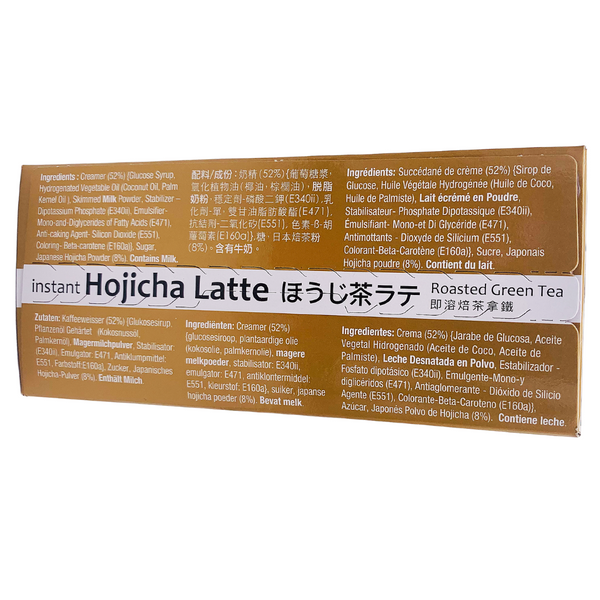 Ingredients : Creamer (52%) [Glucose Syrup,
Hydrogenated Vegetable Oil (Coconut Oil, Palm
Kernel Oil ), Skimmed Milk Powder, Stabilizer -
Dipotassium Phosphate (E340ii), Emulsifier-
Mono-and-Diglycerides of Fatty Acids (E471),
Anti-caking Agent- Silicon Dioxide (E551),
Coloring- Beta-carotene (E160a)], Sugar,
Japanese Hojicha Powder (8%). Contains Milk.
配料/成份: 奶精 (52%) [葡萄糖漿,
氫化植物油 (椰油, 棕櫚油), 脫脂
奶粉, 穩定劑-磷酸二鉀(E340ii),乳
化劑-單, 雙甘油脂肪酸酯(E471),
抗結劑-二氧化矽(E551), 色素-ß-胡
蘿蔔素(E160a)],糖,日本焙茶粉
(8%)。含有牛奶。
Ingrédients: Succédané de crème (52%) [Sirop de
Glucose, Huile Végétale Hydrogenée (Huile de Coco,
Huile de Palmiste), Lait écrémé en Poudre,
Stabilisateur- Phosphate Dipotassique (E340ii),
Émulsifiant- Mono-et Di Glycéride (E471),
Antimottants - Dioxyde de Silicium (E551),
Colorant-Beta-Carotène (E160a)], Sucre, Japonais
Hojicha poudre (8%). Contient du lait.
instant Hojicha Latte ほうじ茶ラテ Roasted Green Tea
即溶焙茶拿鐵
Zutaten: Kaffeeweisser (52%) [Glukosesirup,
Pflanzenöl Gehärtet (Kokosnussöl,
Palmkernöl), Magermilchpulver, Stabilisator
(E340ii), Emulgator: E471, Antiklumpmittel:
E551, Farbstoff:E160a], Zucker, Japanisches
Hojicha-Pulver (8%). Enthält Milch.
Ingrediënten: Creamer (52%)
[glucosesiroop, plantaardige olie
(kokosolie, palmkernolie), magere
melkpoeder, stabilisator: E340ii,
emulgator: E471, antiklontermiddel:
E551, kleurstof: E160a), suiker, japanse
hojicha poeder (8%). Bevat melk.
Ingredientes: Crema (52%) [Jarabe de Glucosa, Aceite
Vegetal Hidrogenado (Aceite de Coco, Aceite de
Palmiste), Leche Desnatada en Polvo, Estabilizador -
Fosfato dipotásico (E340ii), Emulgente-Mono-y
digliceridos (E471), Antiaglomerante - Dióxido de Silicio
Agente (E551), Colorante-Beta-Caroteno (E160a)],
Azúcar, Japonés Polvo de Hojicha (8%). Contiene leche.